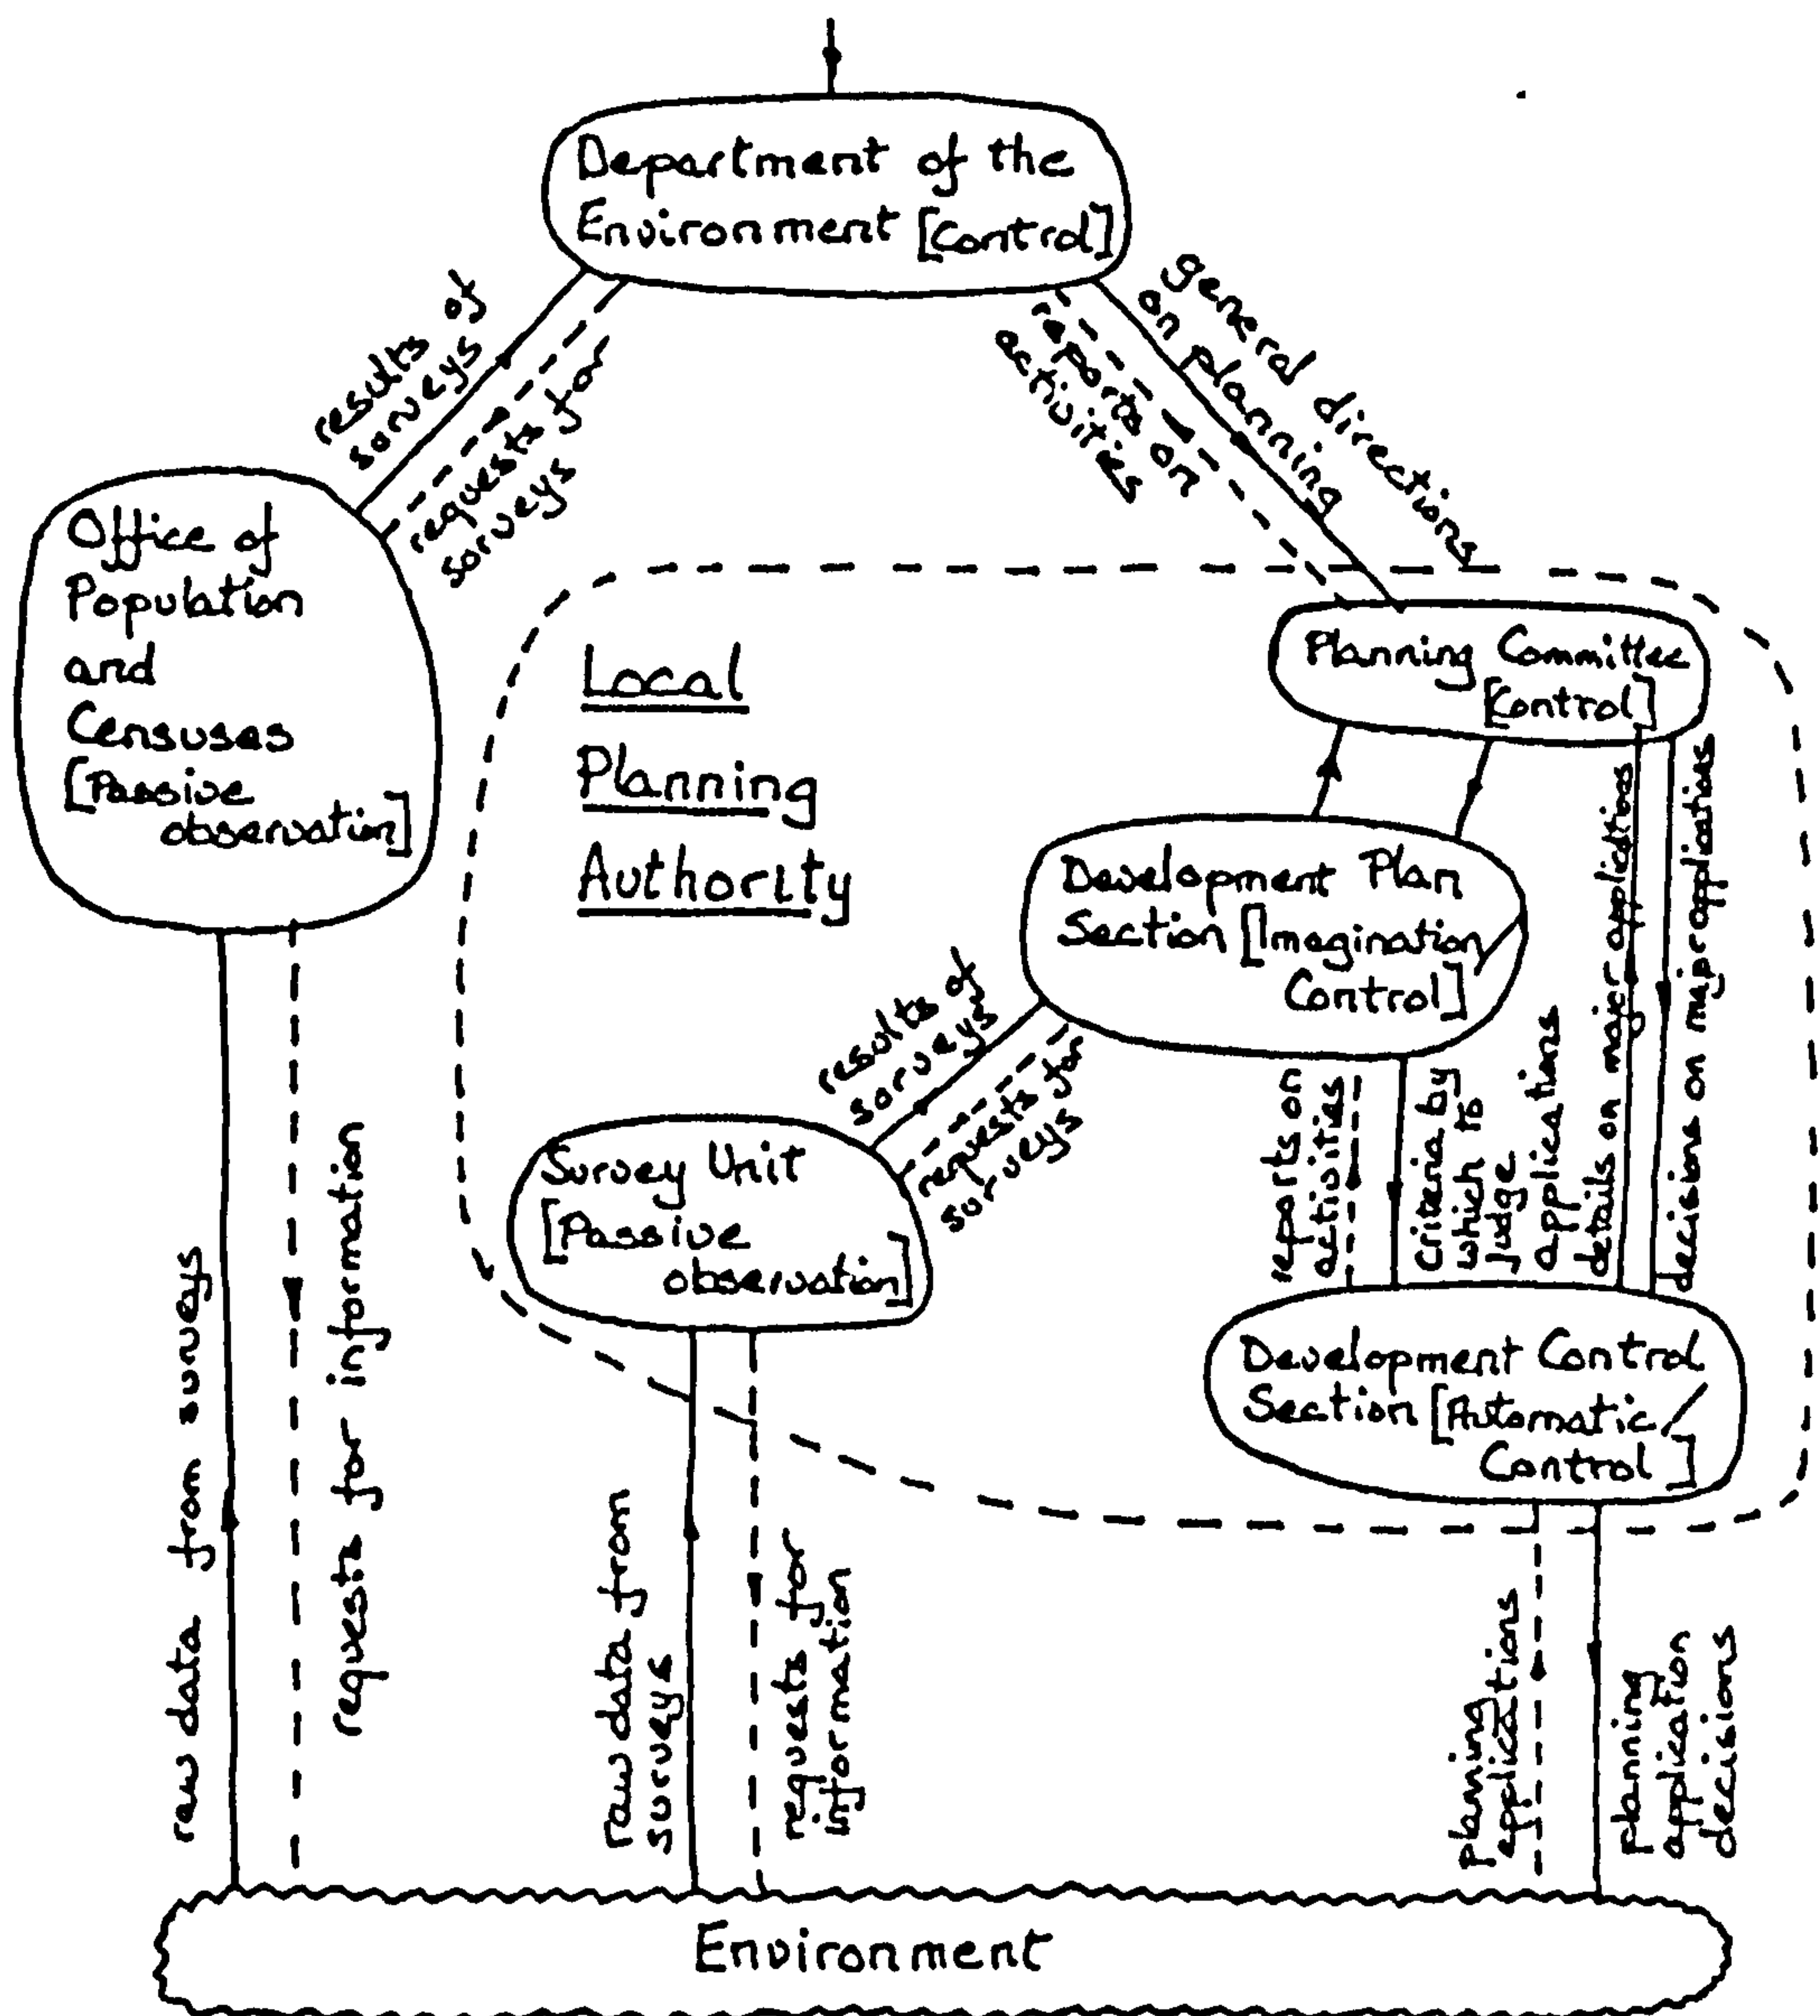 Department of the
Environment [Control]
results of
surveys
requests for
surveys
reports on
activities
general directions
on planning
Office of
Population
and
Censuses
[Passive
observation]
Local
Planning
Authority
Planning Committee
[Control]
Development Plan
Section [Imagination/
Control]
details on major applications
decisions on major applications
results of
surveys
requests for
surveys
Survey Unit
[Passive
observation]
reports on
activities
criteria by
which to
judge
applications
Development Control
Section [Automatic/
Control]
raw data from surveys
requests for information
raw data from
surveys
requests for
information
planning
applications
planning
application
decisions
Environment